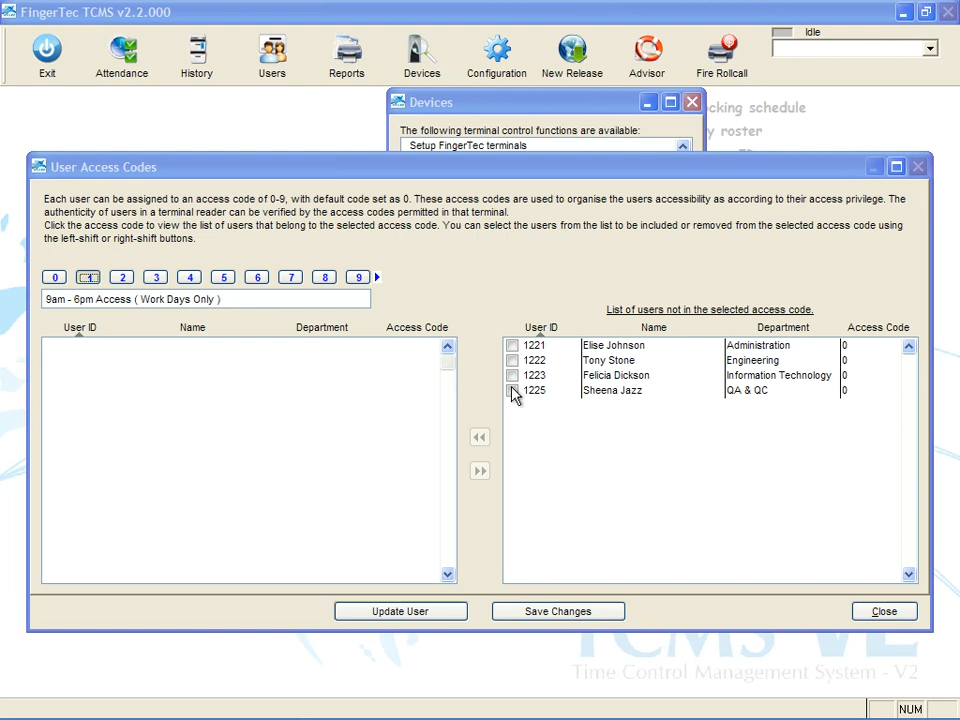 FingerTec TCMS v2.2.000
Idle
Exit
Attendance
History
Users
Reports
Devices
Configuration
New Release
Advisor
Fire Rollcall
Devices
ocking schedule
The following terminal control functions are available:
y roster
Setup FingerTec terminals
User Access Codes
Each user can be assigned to an access code of 0-9, with default code set as 0. These access codes are used to organise the users accessibility as according to their access privilege. The
authenticity of users in a terminal reader can be verified by the access codes permitted in that terminal.
Click the access code to view the list of users that belong to the selected access code. You can select the users from the list to be included or removed from the selected access code using
the left-shift or right-shift buttons.
0 1 2 3 4 5 6 7 8 9
9am - 6pm Access ( Work Days Only )
List of users not in the selected access code.
User ID Name Department Access Code
User ID Name Department Access Code
1221 Elise Johnson Administration 0
1222 Tony Stone Engineering 0
1223 Felicia Dickson Information Technology 0
1225 Sheena Jazz QA & QC 0
Update User
Save Changes
Close
TCMS V2
Time Control Management System - V2
NUM